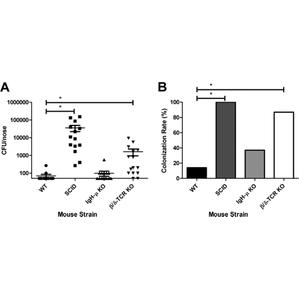 A
B
*
*
CFU/nose
1000000
100000
10000
1000
100
WT
SCID
IgH-μ KO
β/δ-TCR KO
Mouse Strain
*
*
Colonization Rate (%)
100
80
60
40
20
0
WT
SCID
IgH-μ KO
β/δ-TCR KO
Mouse Strain